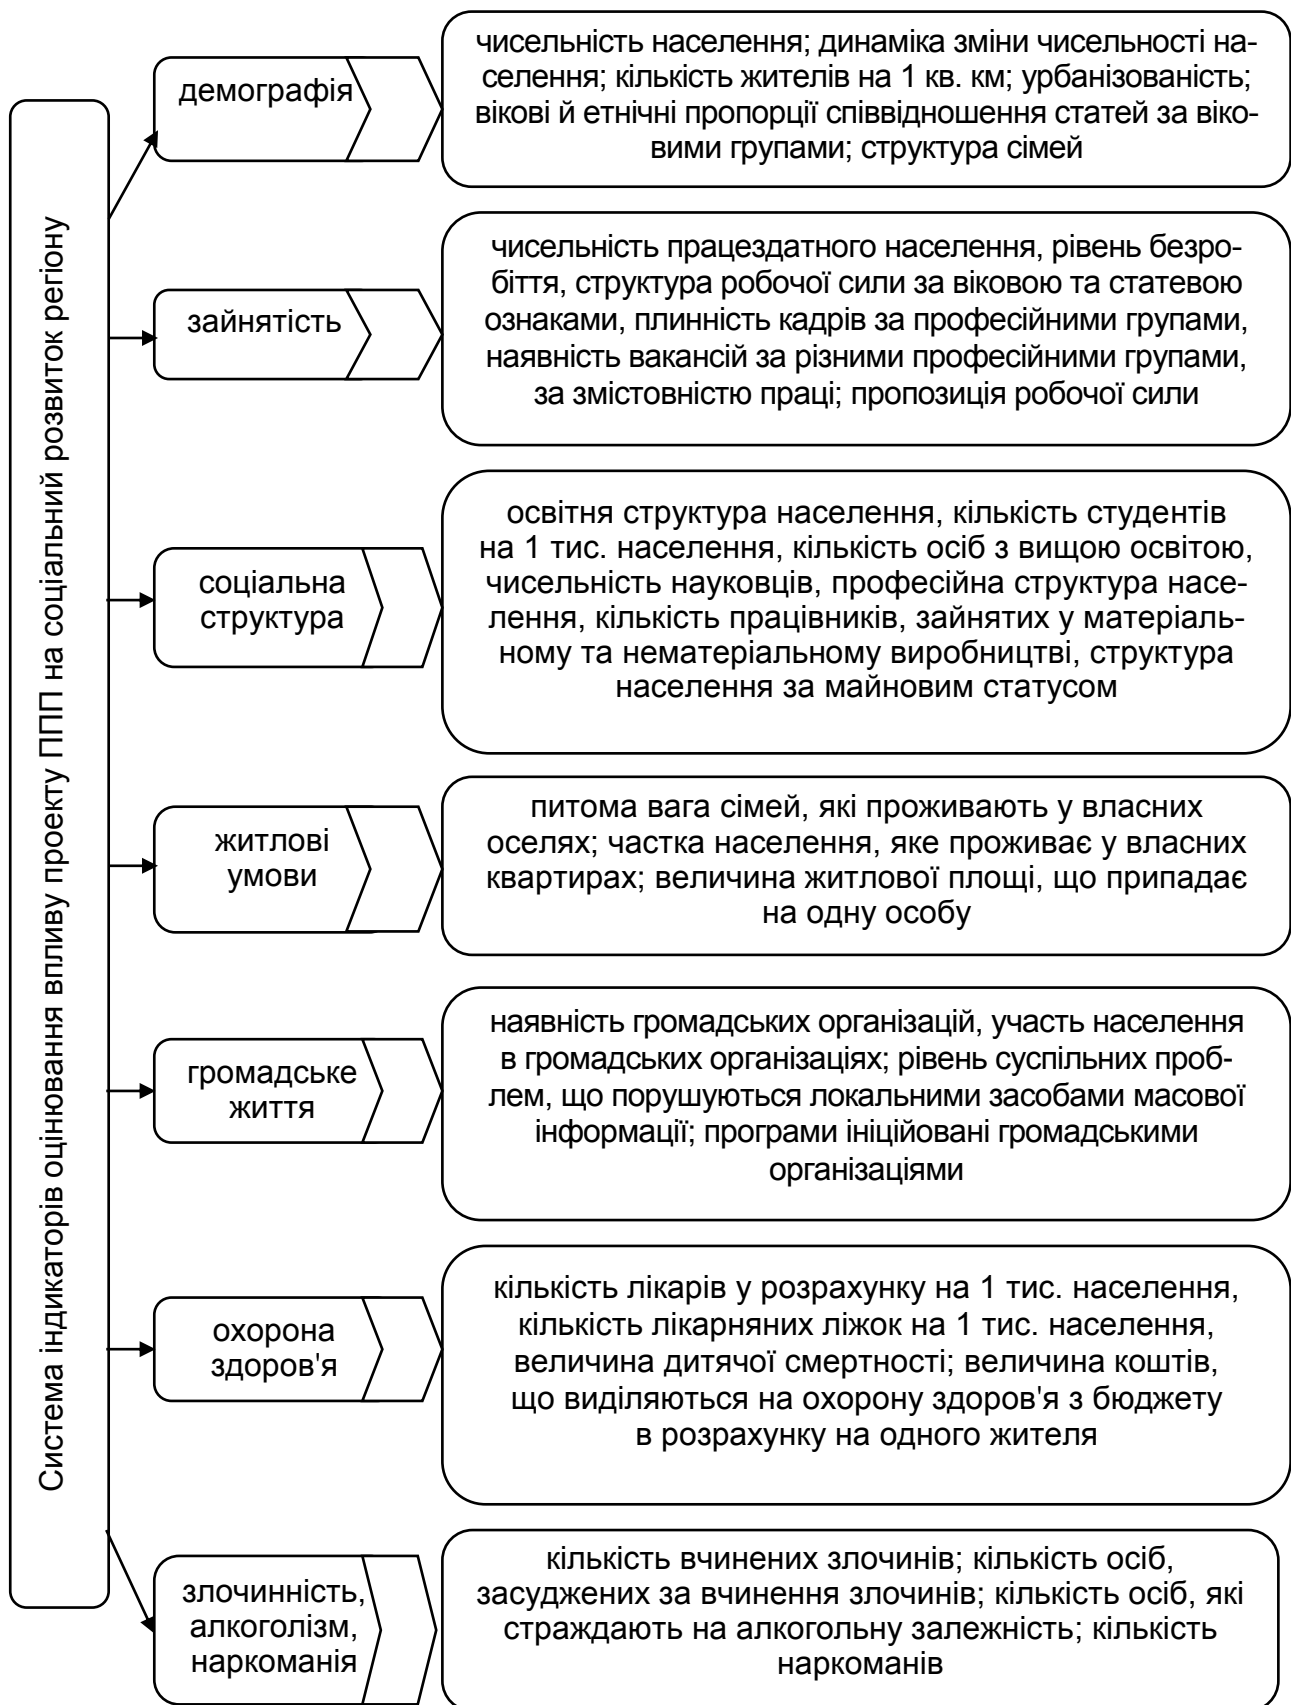 Система індикаторів оцінювання впливу проекту ППП на соціальний розвиток регіону
демографія
чисельність населення; динаміка зміни чисельності на-
селення; кількість жителів на 1 кв. км; урбанізованість;
вікові й етнічні пропорції співвідношення статей за віко-
вими групами; структура сімей
зайнятість
чисельність працездатного населення, рівень безро-
біття, структура робочої сили за віковою та статевою
ознаками, плинність кадрів за професійними групами,
наявність вакансій за різними професійними групами,
за змістовністю праці; пропозиція робочої сили
соціальна
структура
освітня структура населення, кількість студентів
на 1 тис. населення, кількість осіб з вищою освітою,
чисельність науковців, професійна структура насе-
лення, кількість працівників, зайнятих у матеріаль-
ному та нематеріальному виробництві, структура
населення за майновим статусом
житлові
умови
питома вага сімей, які проживають у власних
оселях; частка населення, яке проживає у власних
квартирах; величина житлової площі, що припадає
на одну особу
громадське
життя
наявність громадських організацій, участь населення
в громадських організаціях; рівень суспільних проб-
лем, що порушуються локальними засобами масової
інформації; програми ініційовані громадськими
організаціями
охорона
здоров'я
кількість лікарів у розрахунку на 1 тис. населення,
кількість лікарняних ліжок на 1 тис. населення,
величина дитячої смертності; величина коштів,
що виділяються на охорону здоров'я з бюджету
в розрахунку на одного жителя
злочинність,
алкоголізм,
наркоманія
кількість вчинених злочинів; кількість осіб,
засуджених за вчинення злочинів; кількість осіб, які
страждають на алкогольну залежність; кількість
наркоманів